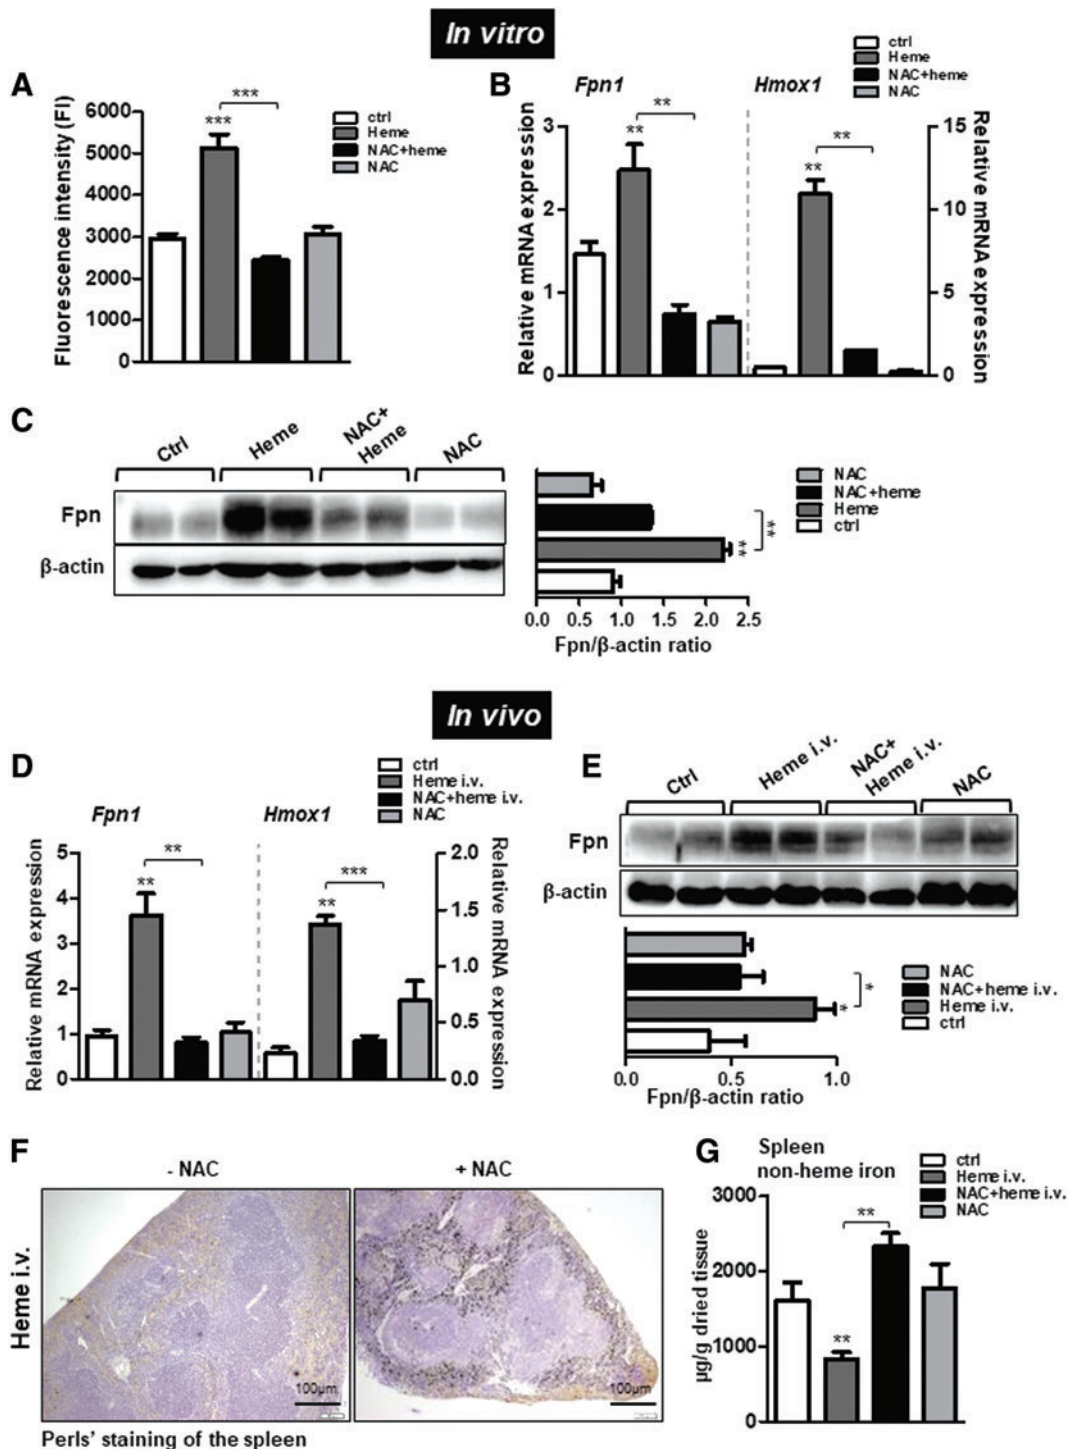 In vitro
A
***
***
Fluorescence intensity (FI)
6000
5000
4000
3000
2000
1000
0
ctrl
Heme
NAC+heme
NAC
B
Fpn1
Hmox1
ctrl
Heme
NAC+heme
NAC
**
**
**
**
Relative mRNA expression
3
2
1
0
15
10
5
0
Relative mRNA expression
C
Ctrl
Heme
NAC+
Heme
NAC
Fpn
β-actin
NAC
NAC+heme
Heme
ctrl
**
**
0.0 0.5 1.0 1.5 2.0 2.5
Fpn/β-actin ratio
In vivo
D
ctrl
Heme i.v.
NAC+heme i.v.
NAC
Fpn1
Hmox1
**
**
***
**
Relative mRNA expression
5
4
3
2
1
0
2.0
1.5
1.0
0.5
0.0
Relative mRNA expression
E
Ctrl
Heme i.v.
NAC+
Heme i.v.
NAC
Fpn
β-actin
NAC
NAC+heme i.v.
Heme i.v.
ctrl
*
*
0.0 0.5 1.0
Fpn/β-actin ratio
F
- NAC
+ NAC
Heme i.v.
100µm
100µm
Perls' staining of the spleen
G
Spleen
non-heme iron
ctrl
Heme i.v.
NAC+heme i.v.
NAC
**
**
µg/g dried tissue
3000
2000
1000
0